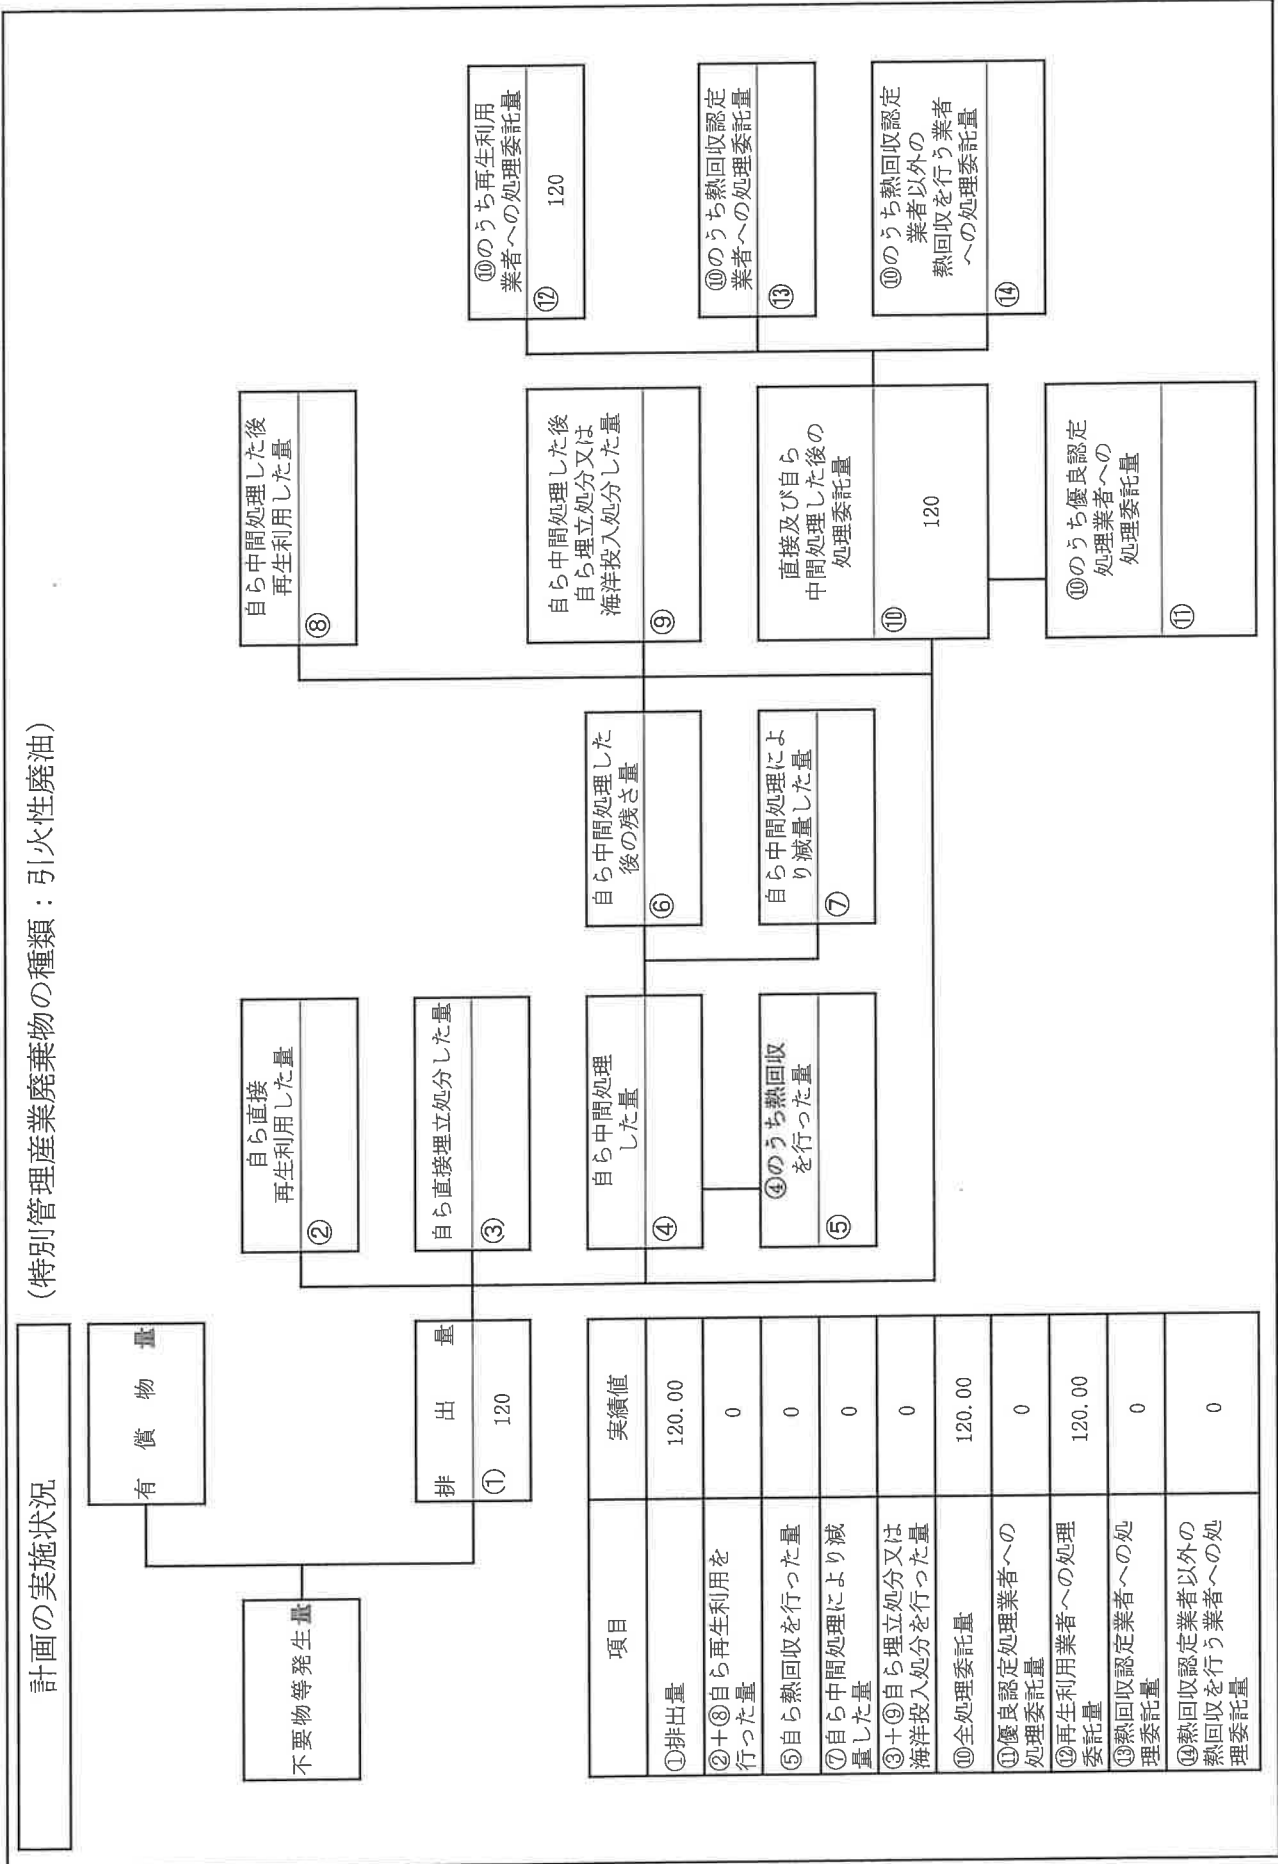 計画の実施状況
(特別管理産業廃棄物の種類：引火性廃油)
不要物等発生量
有償物量
排出量
① 120
自ら直接
再生利用した量
②
自ら直接埋立処分した量
③
自ら中間処理
した量
④
④のうち熱回収
を行った量
⑤
自ら中間処理した
後の残さ量
⑥
自ら中間処理によ
り減量した量
⑦
自ら中間処理した後
再生利用した量
⑧
自ら中間処理した後
自ら埋立処分又は
海洋投入処分した量
⑨
直接及び自ら
中間処理した後の
処理委託量
⑩ 120
⑩のうち優良認定
処理業者への
処理委託量
⑪
⑩のうち再生利用
業者への処理委託量
⑫ 120
⑩のうち熱回収認定
業者への処理委託量
⑬
⑩のうち熱回収認定
業者以外の
熱回収を行う業者
への処理委託量
⑭
項目 実績値
①排出量 120.00
②+⑧自ら再生利用を
行った量 0
⑤自ら熱回収を行った量 0
⑦自ら中間処理により減
量した量 0
③+⑨自ら埋立処分又は
海洋投入処分を行った量 0
⑩全処理委託量 120.00
⑪優良認定処理業者への
処理委託量 0
⑫再生利用業者への処理
委託量 120.00
⑬熱回収認定業者への処
理委託量 0
⑭熱回収認定業者以外の
熱回収を行う業者への処
理委託量 0